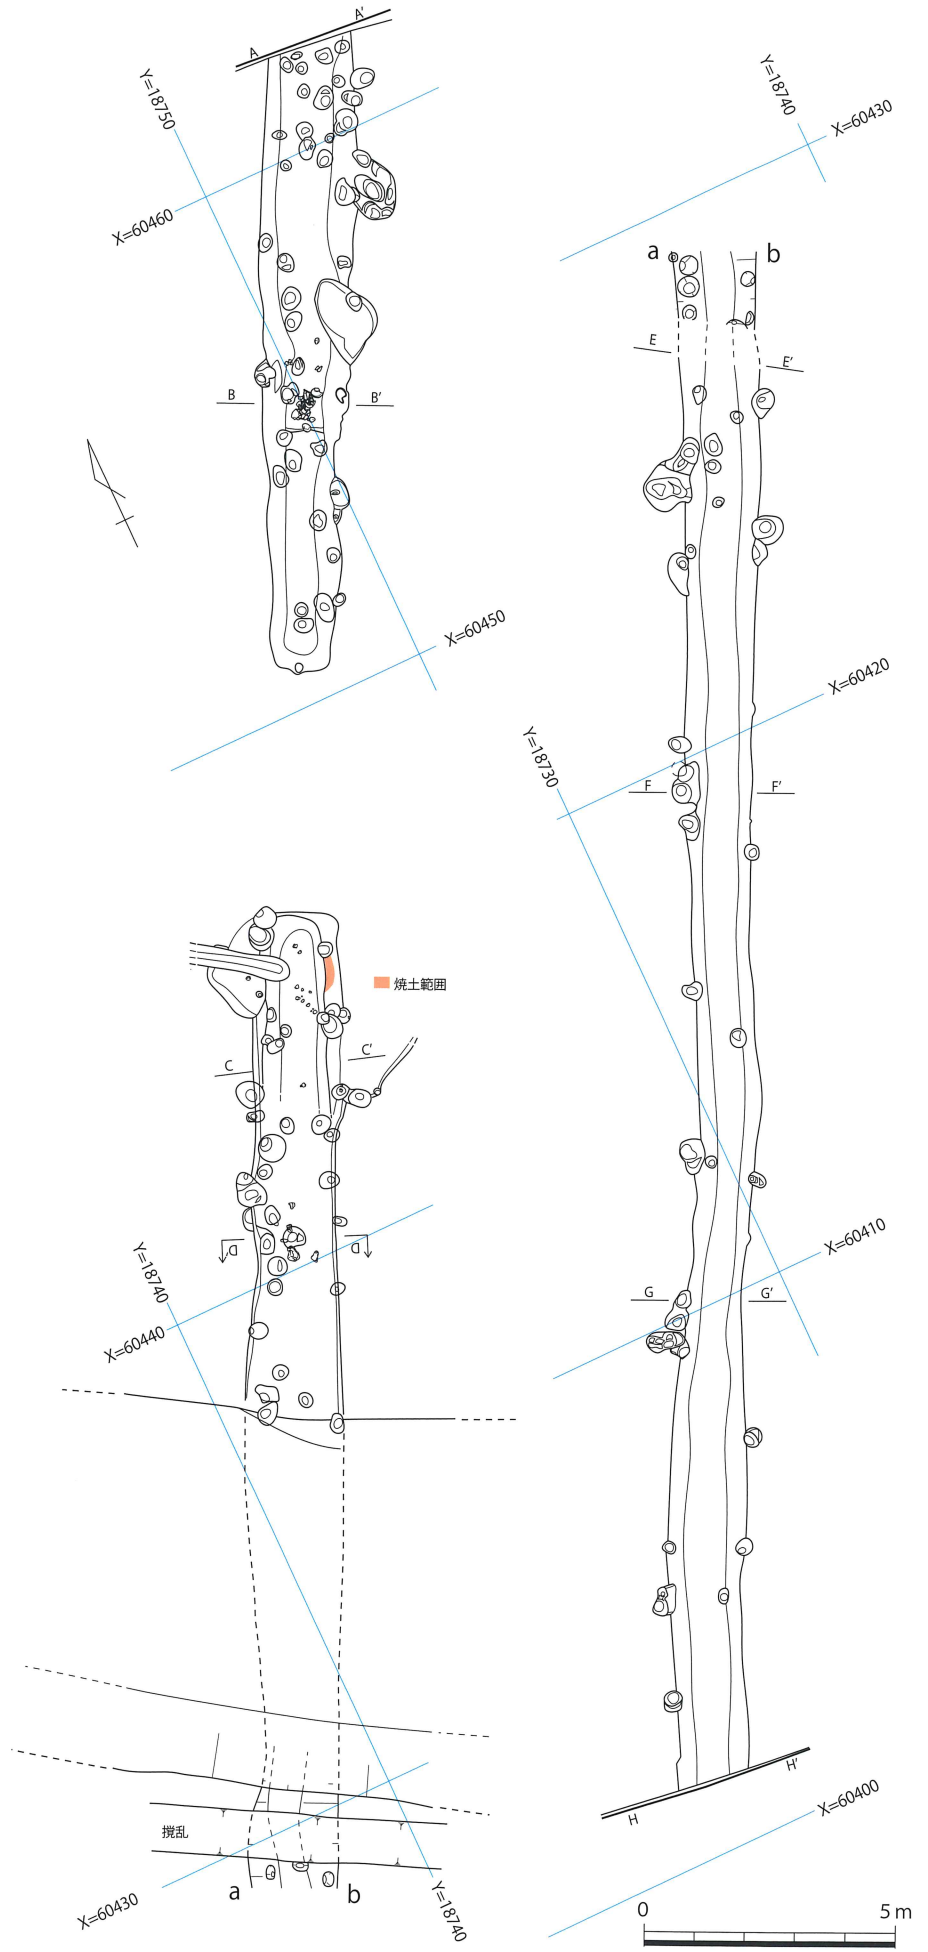 A
A'
Y=18750
X=60460
B
B'
X=60450
焼土範囲
C
C'
D
D
Y=18740
X=60440
撹乱
a
b
X=60430
Y=18740
Y=18740
X=60430
a
b
E
E'
X=60420
Y=18730
F
F'
X=60410
G
G'
H'
H
X=60400
0
5 m